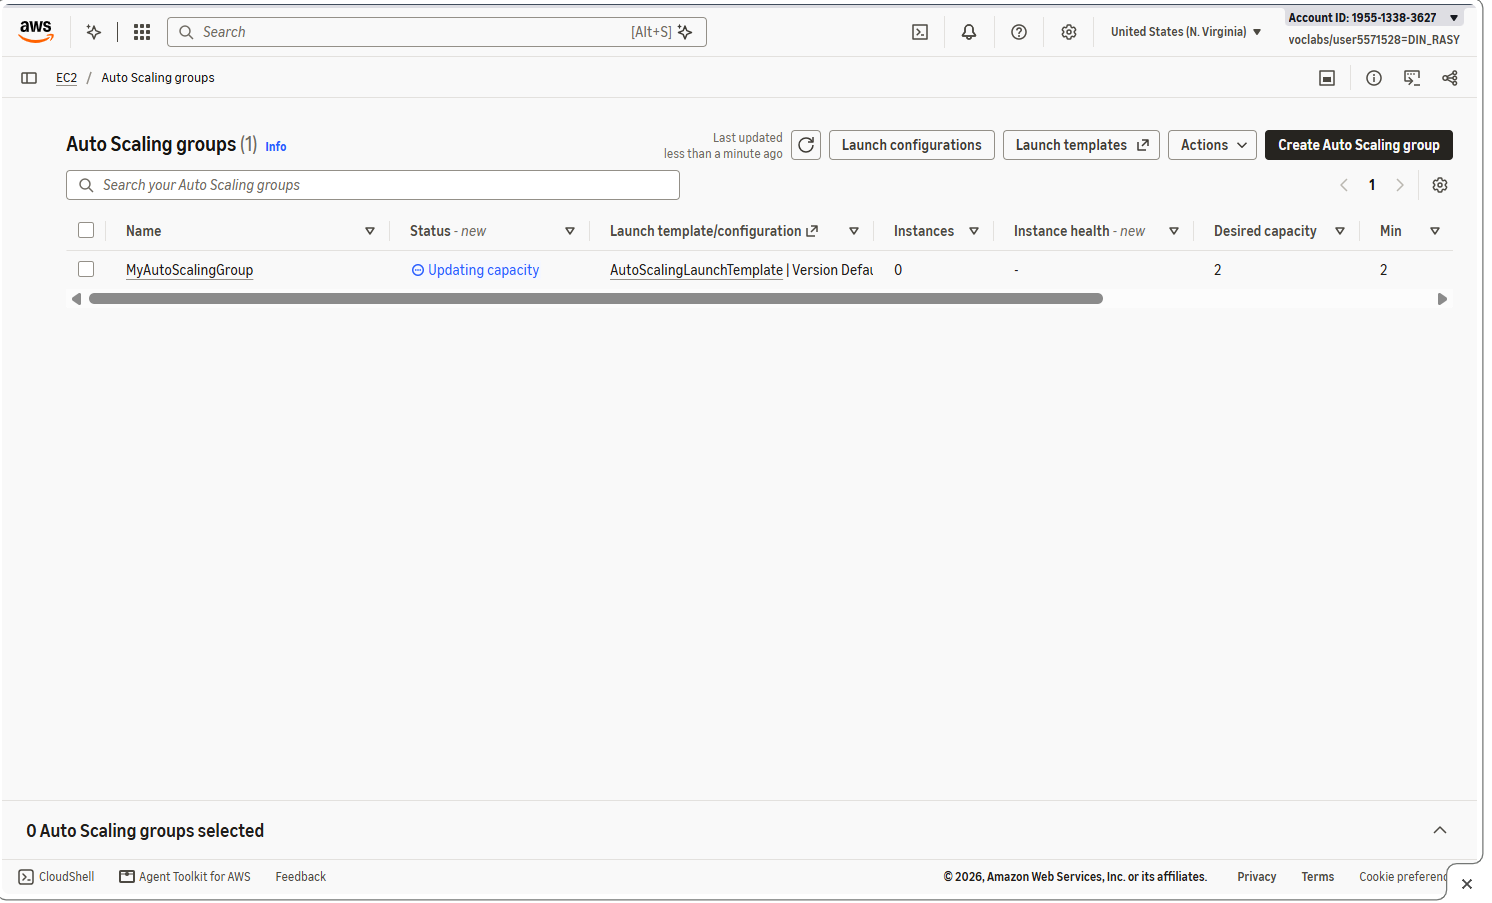 aws
Search [Alt+S]
United States (N. Virginia)
Account ID: 1955-1338-3627
voclabs/user5571528=DIN_RASY
EC2 / Auto Scaling groups
Auto Scaling groups (1) Info
Last updated
less than a minute ago
Launch configurations
Launch templates
Actions
Create Auto Scaling group
Search your Auto Scaling groups
1
Name Status - new Launch template/configuration Instances Instance health - new Desired capacity Min
MyAutoScalingGroup Updating capacity AutoScalingLaunchTemplate | Version Defau 0 - 2 2
0 Auto Scaling groups selected
CloudShell Agent Toolkit for AWS Feedback © 2026, Amazon Web Services, Inc. or its affiliates. Privacy Terms Cookie preferenc